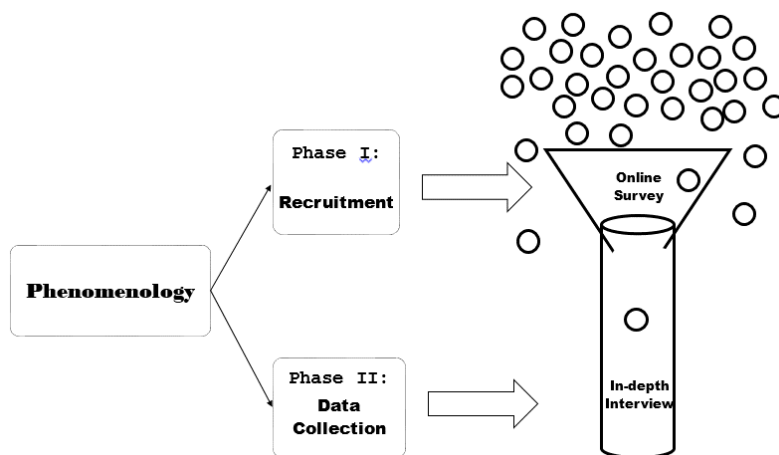 Phenomenology
Phase I:
Recruitment
Phase II:
Data
Collection
Online
Survey
In-depth
Interview